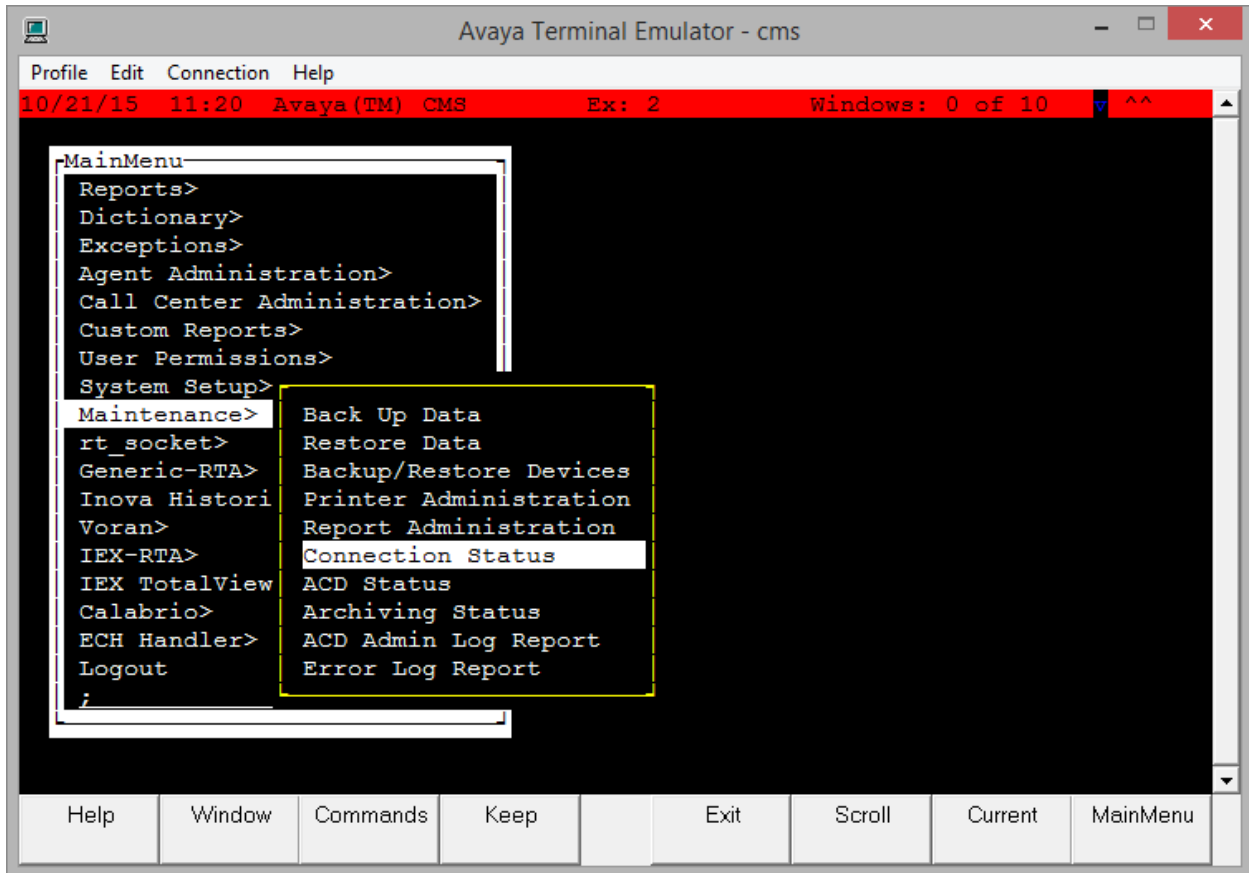 Avaya Terminal Emulator - cms
Profile Edit Connection Help
10/21/15 11:20 Avaya(TM) CMS Ex: 2 Windows: 0 of 10 ^^
MainMenu
Reports>
Dictionary>
Exceptions>
Agent Administration>
Call Center Administration>
Custom Reports>
User Permissions>
System Setup>
Maintenance>
rt_socket>
Generic-RTA>
Inova Histori
Voran>
IEX-RTA>
IEX TotalView
Calabrio>
ECH Handler>
Logout
;
Back Up Data
Restore Data
Backup/Restore Devices
Printer Administration
Report Administration
Connection Status
ACD Status
Archiving Status
ACD Admin Log Report
Error Log Report
Help Window Commands Keep Exit Scroll Current MainMenu